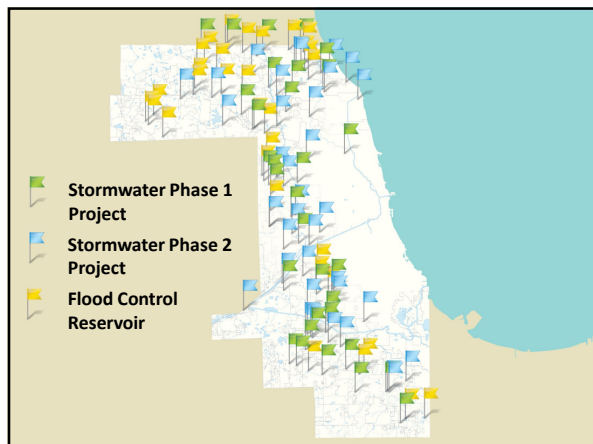 Stormwater Phase 1
Project
Stormwater Phase 2
Project
Flood Control
Reservoir